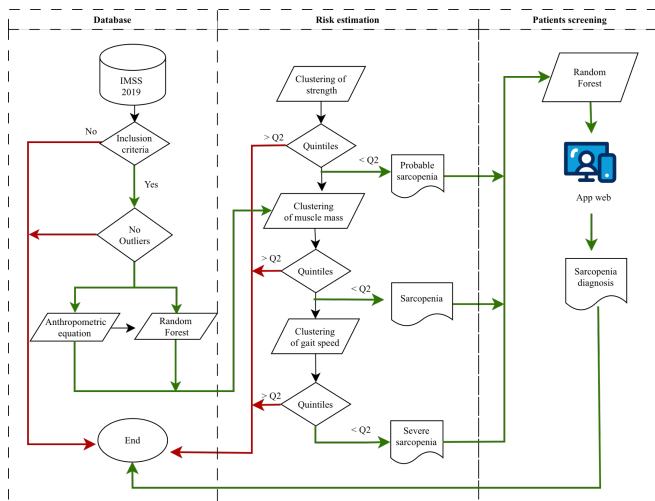 Database
IMSS
2019
No
Inclusion
criteria
Yes
No
Outliers
Anthropometric
equation
Random
Forest
End
Risk estimation
Clustering of
strength
> Q2
Quintiles
< Q2
Probable
sarcopenia
Clustering
of muscle mass
> Q2
Quintiles
< Q2
Sarcopenia
Clustering
of gait speed
> Q2
Quintiles
< Q2
Severe
sarcopenia
Patients screening
Random
Forest
App web
Sarcopenia
diagnosis